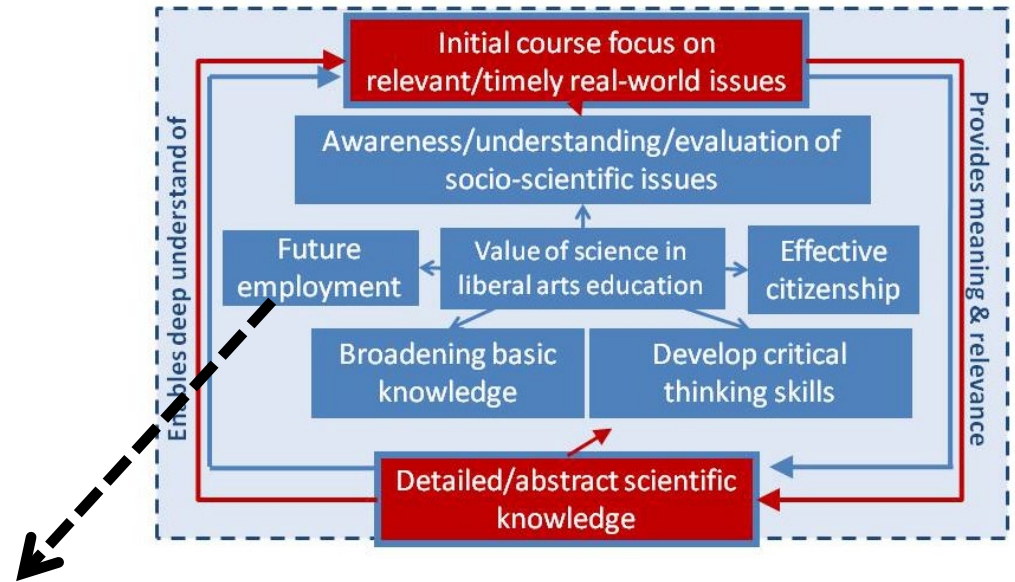 Initial course focus on
relevant/timely real-world issues
Awareness/understanding/evaluation of
socio-scientific issues
Future
employment
Value of science in
liberal arts education
Effective
citizenship
Broadening basic
knowledge
Develop critical
thinking skills
Detailed/abstract scientific
knowledge
Enables deep understand of
Provides meaning & relevance